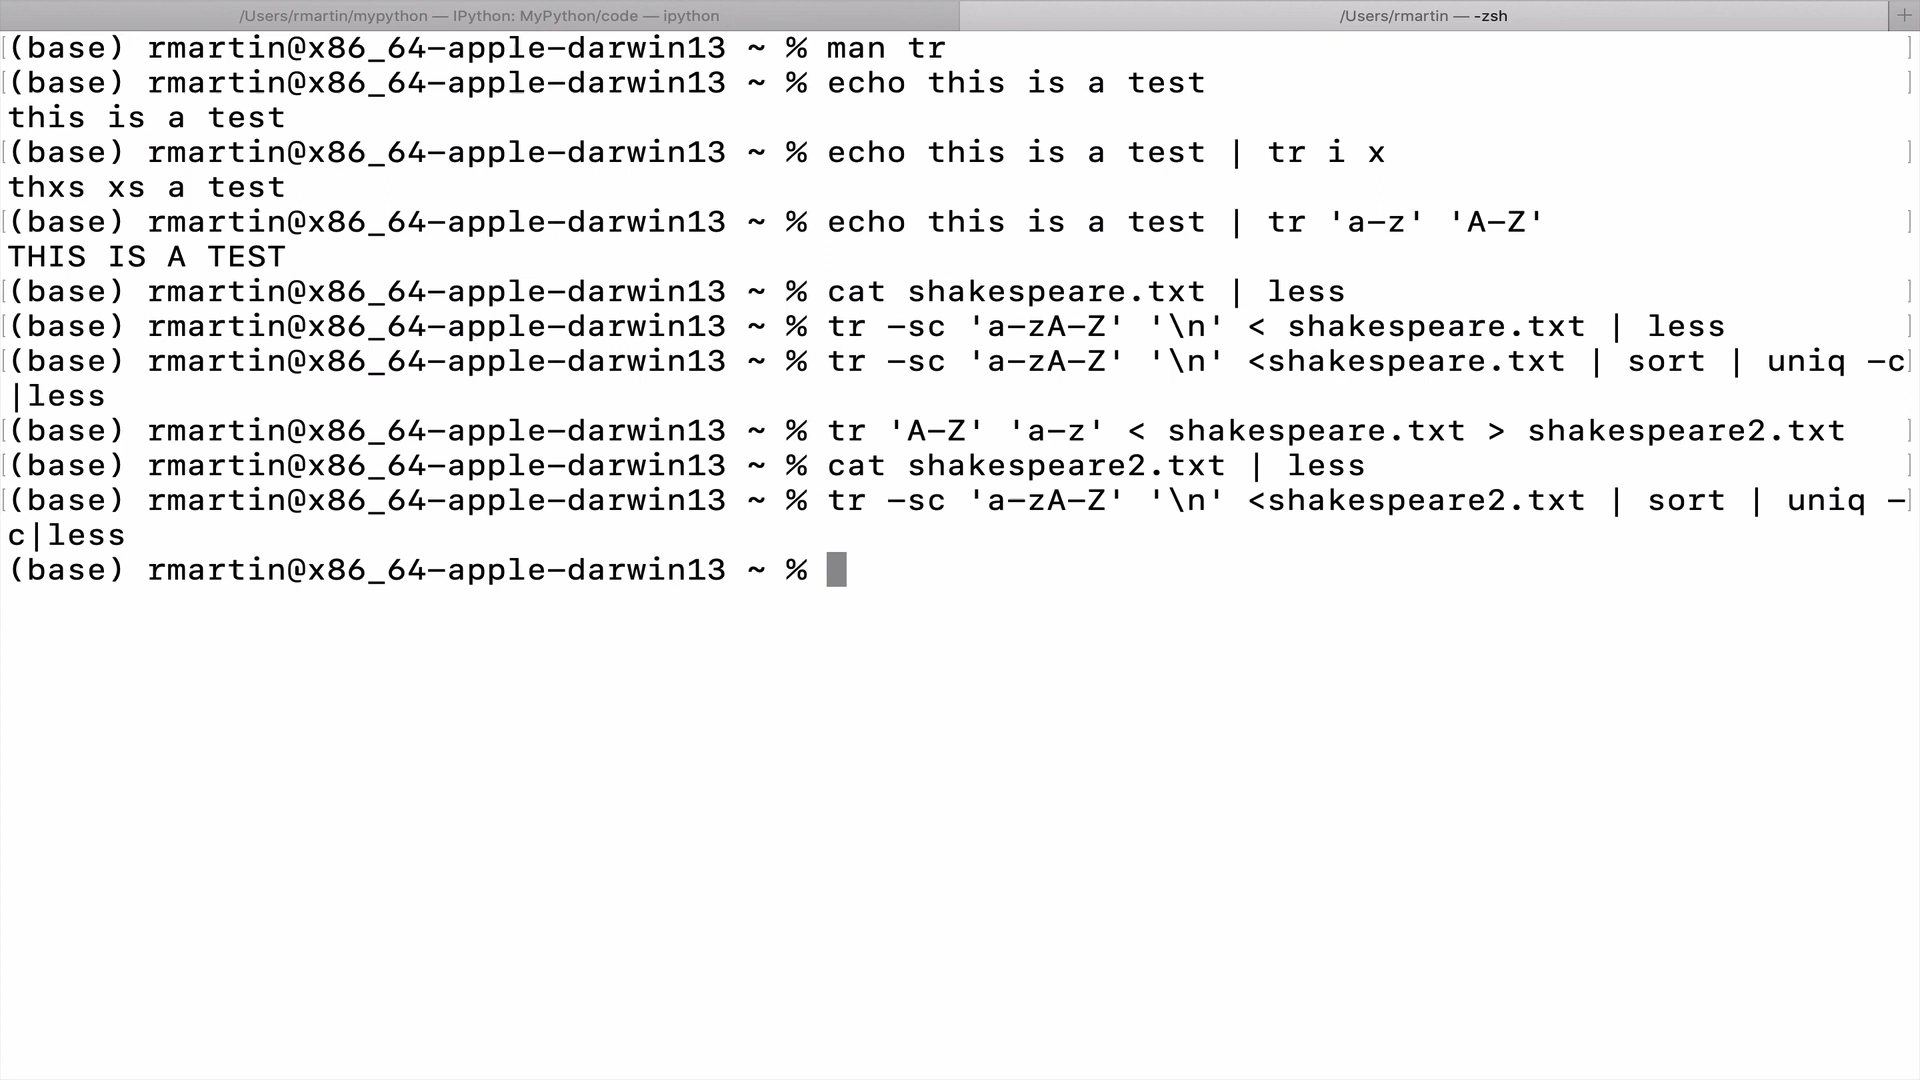 /Users/rmartin/mypython — IPython: MyPython/code — ipython
/Users/rmartin — -zsh
(base) rmartin@x86_64-apple-darwin13 ~ % man tr
(base) rmartin@x86_64-apple-darwin13 ~ % echo this is a test
this is a test
(base) rmartin@x86_64-apple-darwin13 ~ % echo this is a test | tr i x
thxs xs a test
(base) rmartin@x86_64-apple-darwin13 ~ % echo this is a test | tr 'a-z' 'A-Z'
THIS IS A TEST
(base) rmartin@x86_64-apple-darwin13 ~ % cat shakespeare.txt | less
(base) rmartin@x86_64-apple-darwin13 ~ % tr -sc 'a-zA-Z' '\n' < shakespeare.txt | less
(base) rmartin@x86_64-apple-darwin13 ~ % tr -sc 'a-zA-Z' '\n' <shakespeare.txt | sort | uniq -c
|less
(base) rmartin@x86_64-apple-darwin13 ~ % tr 'A-Z' 'a-z' < shakespeare.txt > shakespeare2.txt
(base) rmartin@x86_64-apple-darwin13 ~ % cat shakespeare2.txt | less
(base) rmartin@x86_64-apple-darwin13 ~ % tr -sc 'a-zA-Z' '\n' <shakespeare2.txt | sort | uniq -
c|less
(base) rmartin@x86_64-apple-darwin13 ~ %